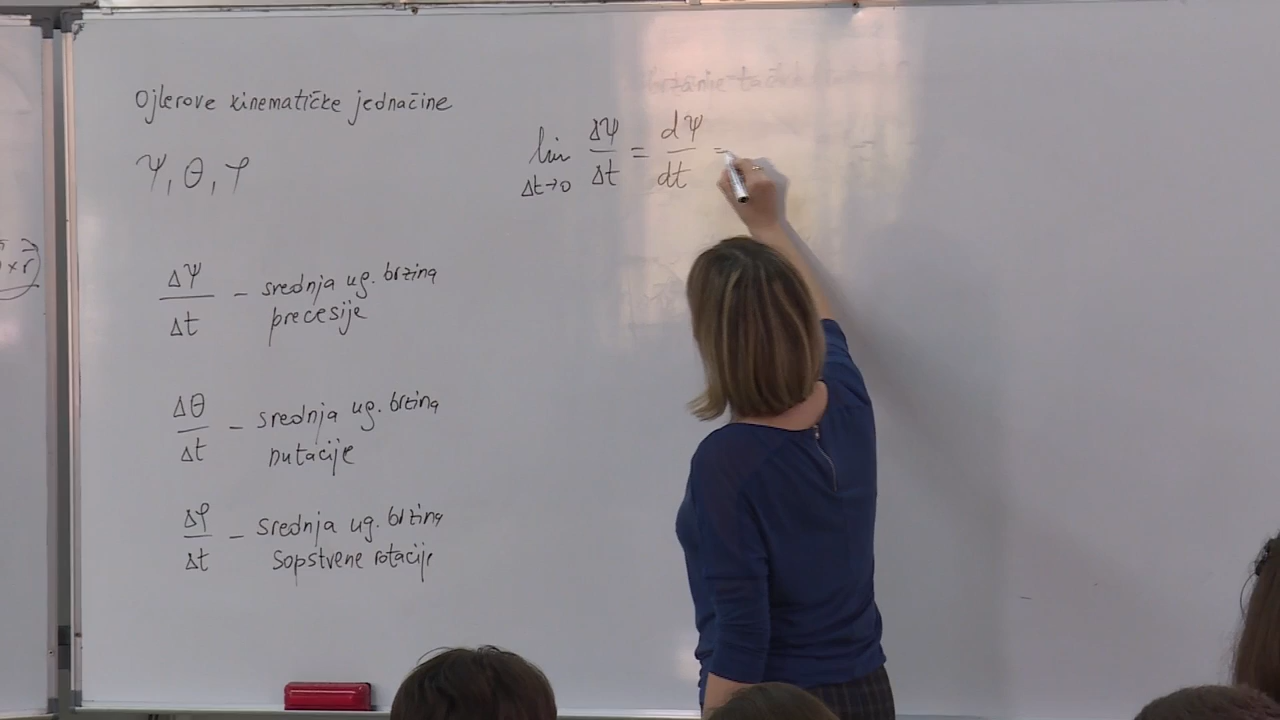 Ojlerove kinematičke jednačine
Ψ, θ, φ
ΔΨ/Δt – srednja ug. brzina
precesije
Δθ/Δt – srednja ug. brzina
nutacije
Δφ/Δt – srednja ug. brzina
sopstvene rotacije
lim Δt→0 ΔΨ/Δt = dΨ/dt =
× r⃗)